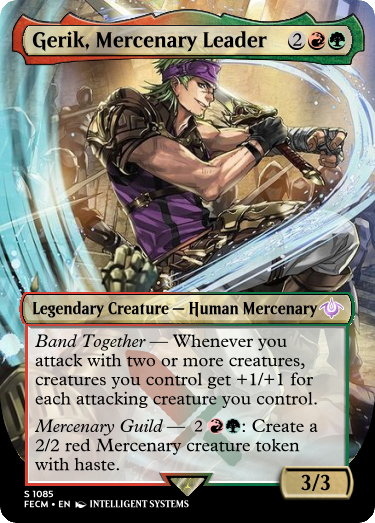 Gerik, Mercenary Leader 2
Legendary Creature — Human Mercenary
Band Together — Whenever you
attack with two or more creatures,
creatures you control get +1/+1 for
each attacking creature you control.
Mercenary Guild — 2 : Create a
2/2 red Mercenary creature token
with haste.
3/3
S 1085
FECM • EN INTELLIGENT SYSTEMS